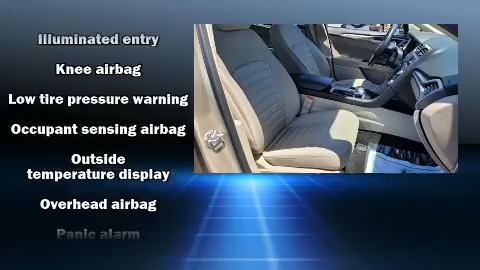 Illuminated entry
Knee airbag
Low tire pressure warning
Occupant sensing airbag
Outside
temperature display
Overhead airbag
Panic alarm